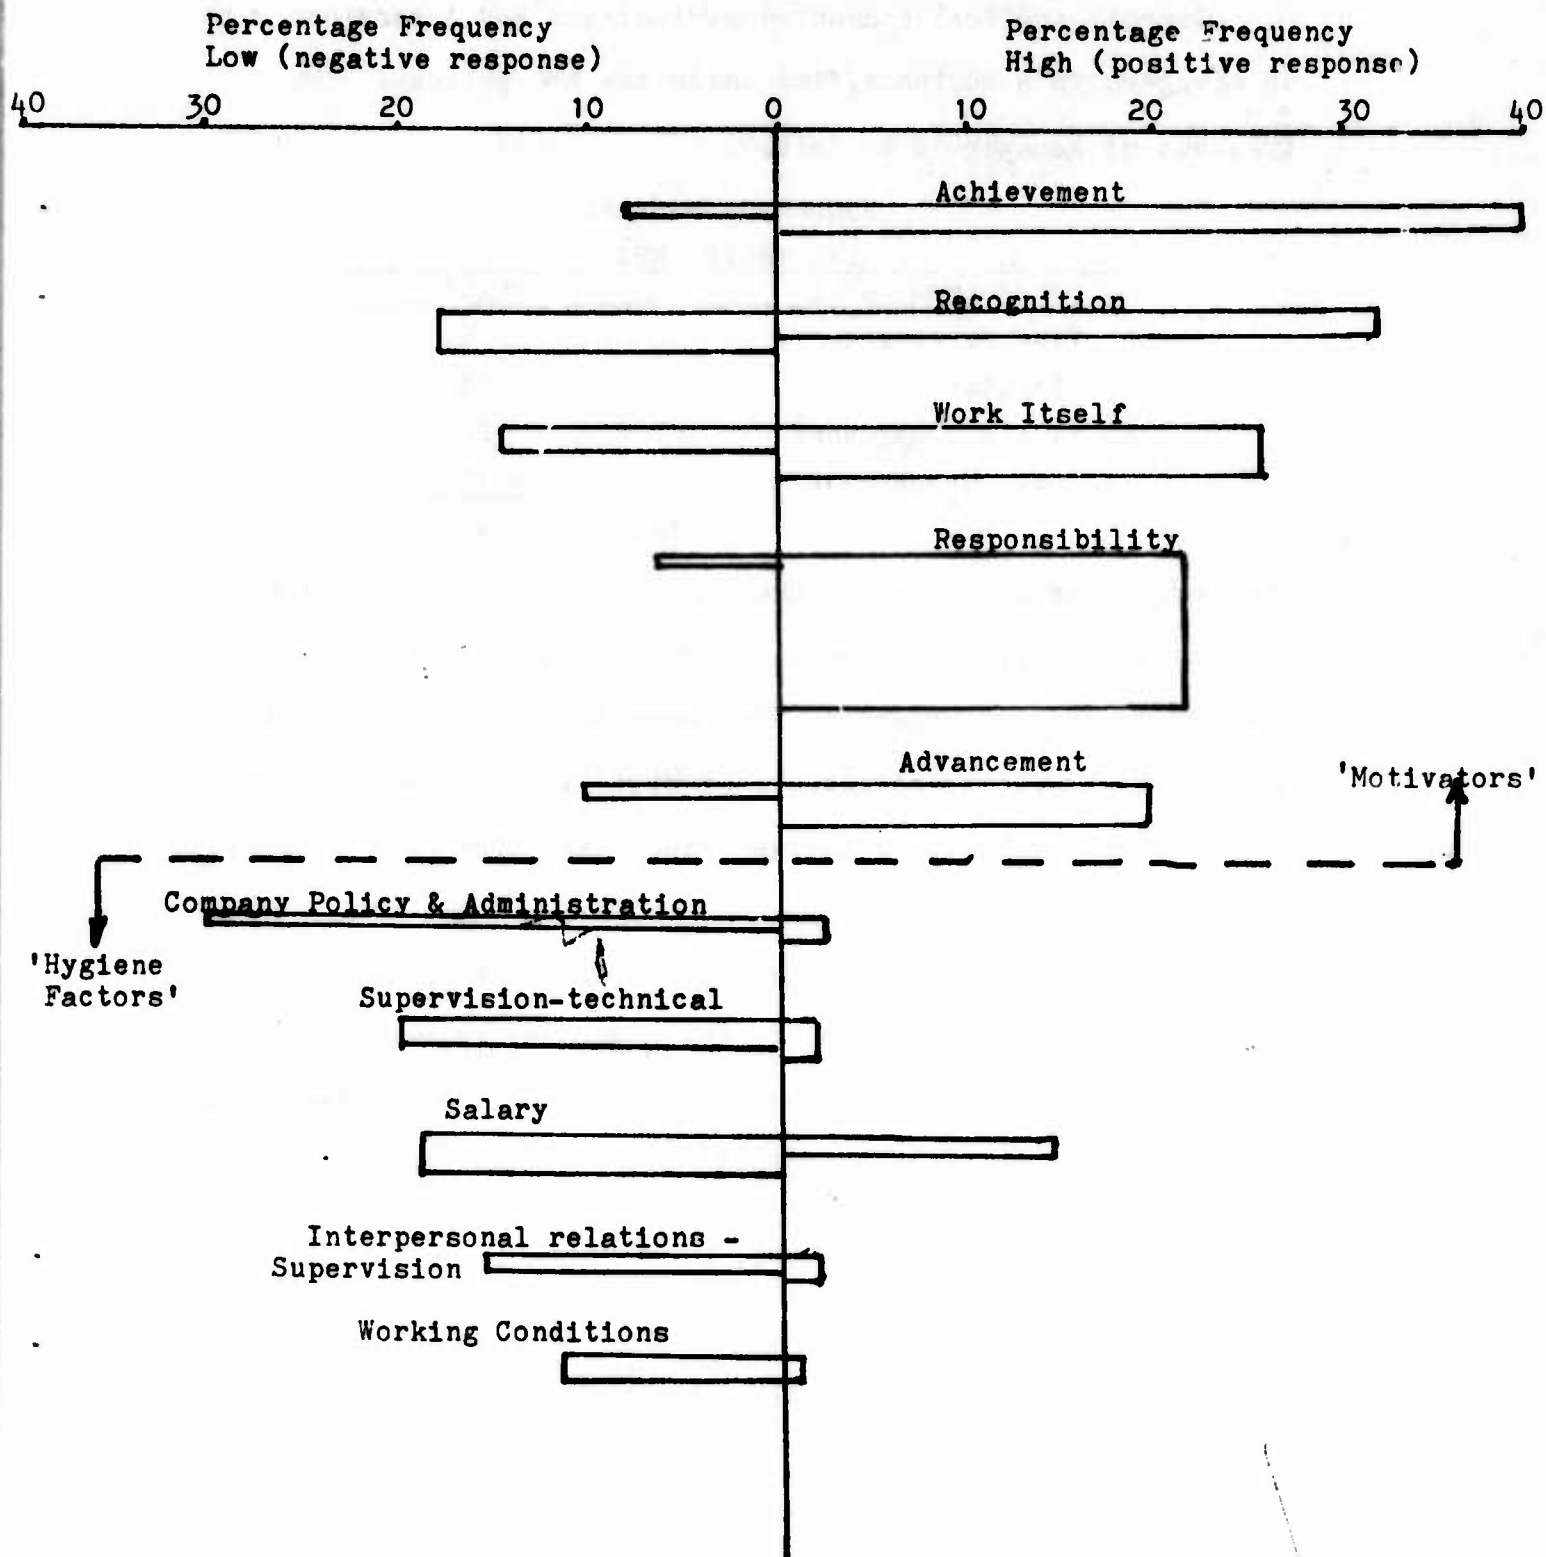 Percentage Frequency
Low (negative response)
Percentage Frequency
High (positive response)
40 30 20 10 0 10 20 30 40
Achievement
Recognition
Work Itself
Responsibility
Advancement
'Motivators'
Company Policy & Administration
'Hygiene
Factors'
Supervision-technical
Salary
Interpersonal relations -
Supervision
Working Conditions